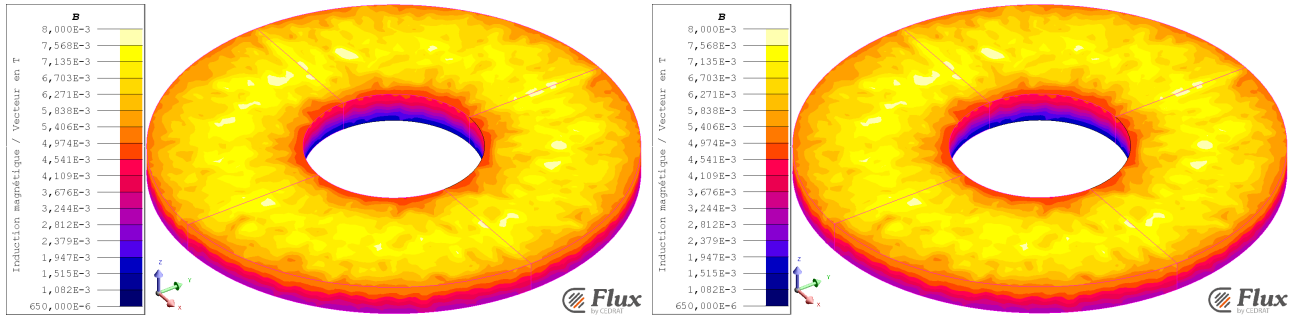 B
8,000E-3
7,568E-3
7,135E-3
6,703E-3
6,271E-3
5,838E-3
5,406E-3
4,974E-3
4,541E-3
4,109E-3
3,676E-3
3,244E-3
2,812E-3
2,379E-3
1,947E-3
1,515E-3
1,082E-3
650,000E-6
Induction magnétique / Vecteur en T
Z
Y
X
Flux
by CEDRAT
B
8,000E-3
7,568E-3
7,135E-3
6,703E-3
6,271E-3
5,838E-3
5,406E-3
4,974E-3
4,541E-3
4,109E-3
3,676E-3
3,244E-3
2,812E-3
2,379E-3
1,947E-3
1,515E-3
1,082E-3
650,000E-6
Induction magnétique / Vecteur en T
Z
Y
X
Flux
by CEDRAT